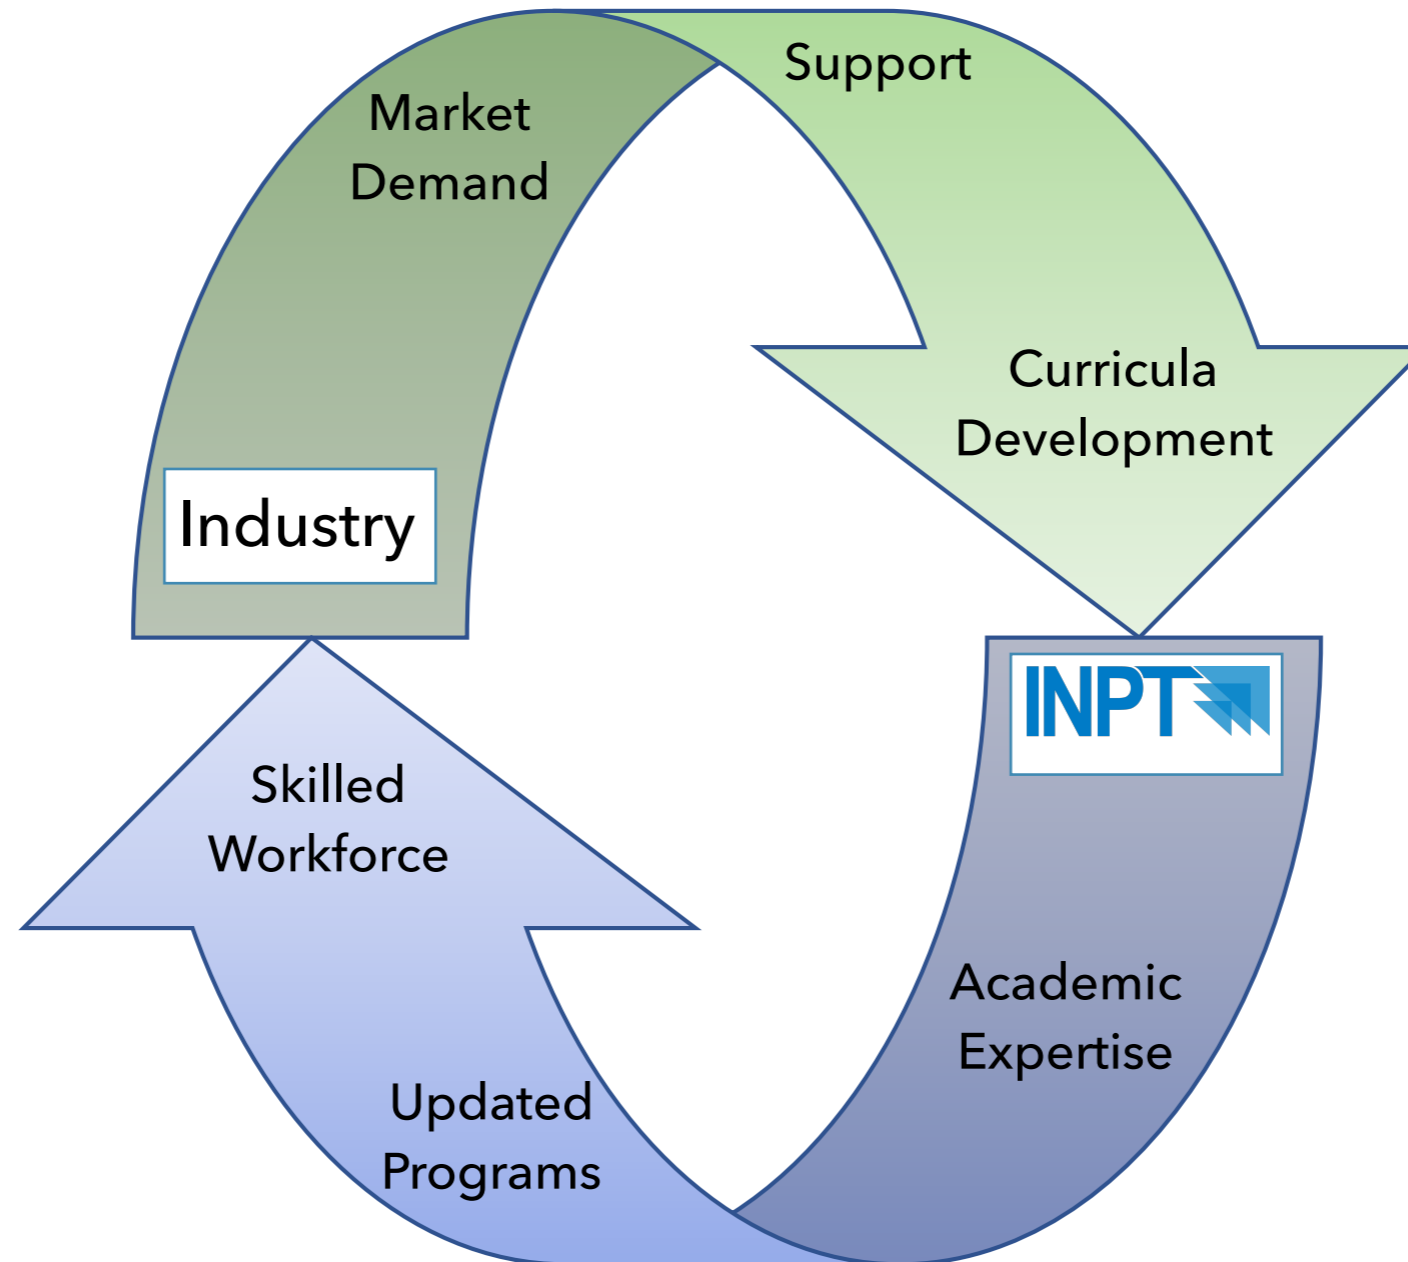 Market
Demand
Support
Curricula
Development
Industry
INPT
Academic
Expertise
Updated
Programs
Skilled
Workforce